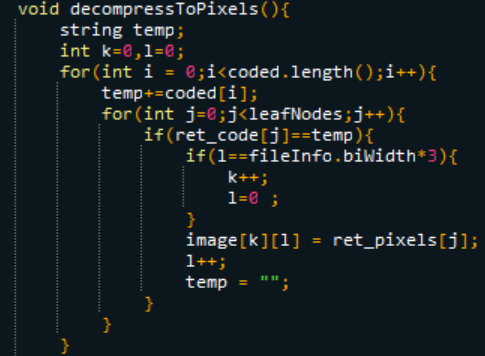 void decompressToPixels(){
    string temp;
    int k=0,l=0;
    for(int i = 0;i<coded.length();i++){
        temp+=coded[i];
        for(int j=0;j<leafNodes;j++){
            if(ret_code[j]==temp){
                if(l==fileInfo.biWidth*3){
                    k++;
                    l=0 ;
                }
                image[k][l] = ret_pixels[j];
                l++;
                temp = "";
            }
        }
    }